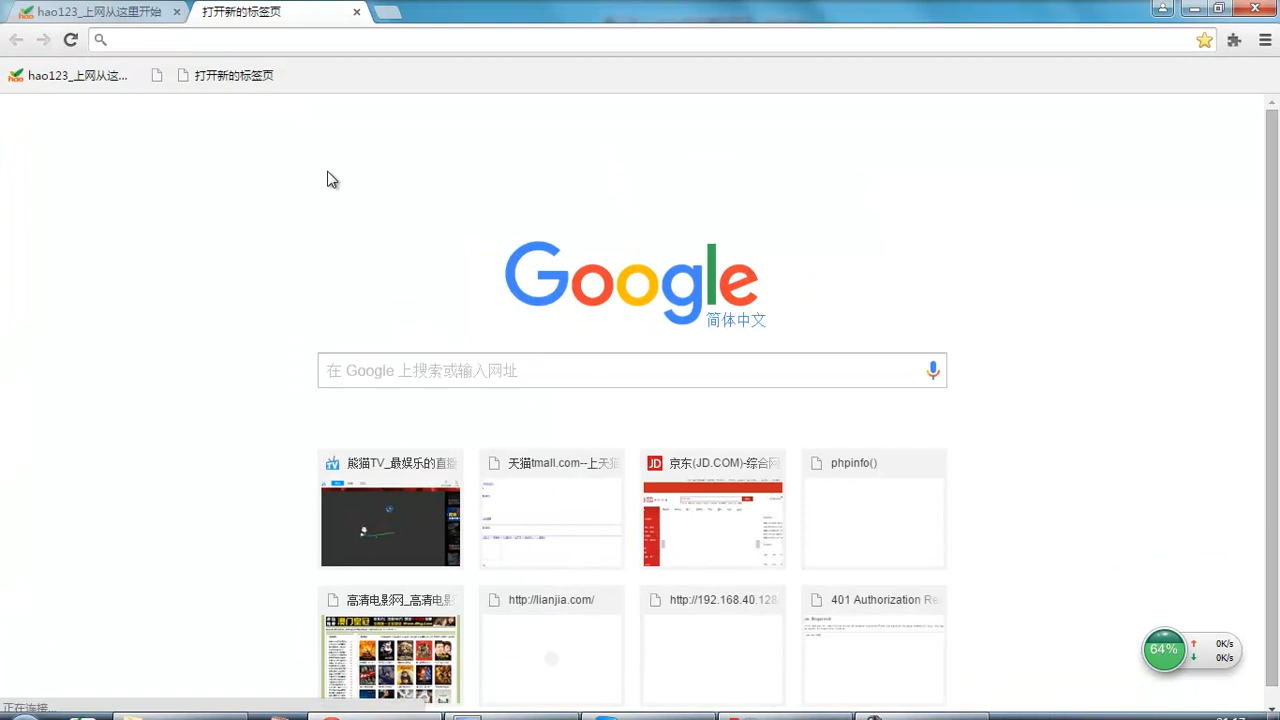 hao123_上网从这里开始
打开新的标签页
hao123_上网从这...
打开新的标签页
Google
简体中文
在 Google 上搜索或输入网址
熊猫TV_最娱乐的直播
天猫tmall.com--上天猫
JD 京东(JD.COM)-综合网
phpinfo()
高清电影网_高清电影
http://lianjia.com/
http://192.168.40.128
401 Authorization Re
64%
0K/s
0K/s
正在连接...